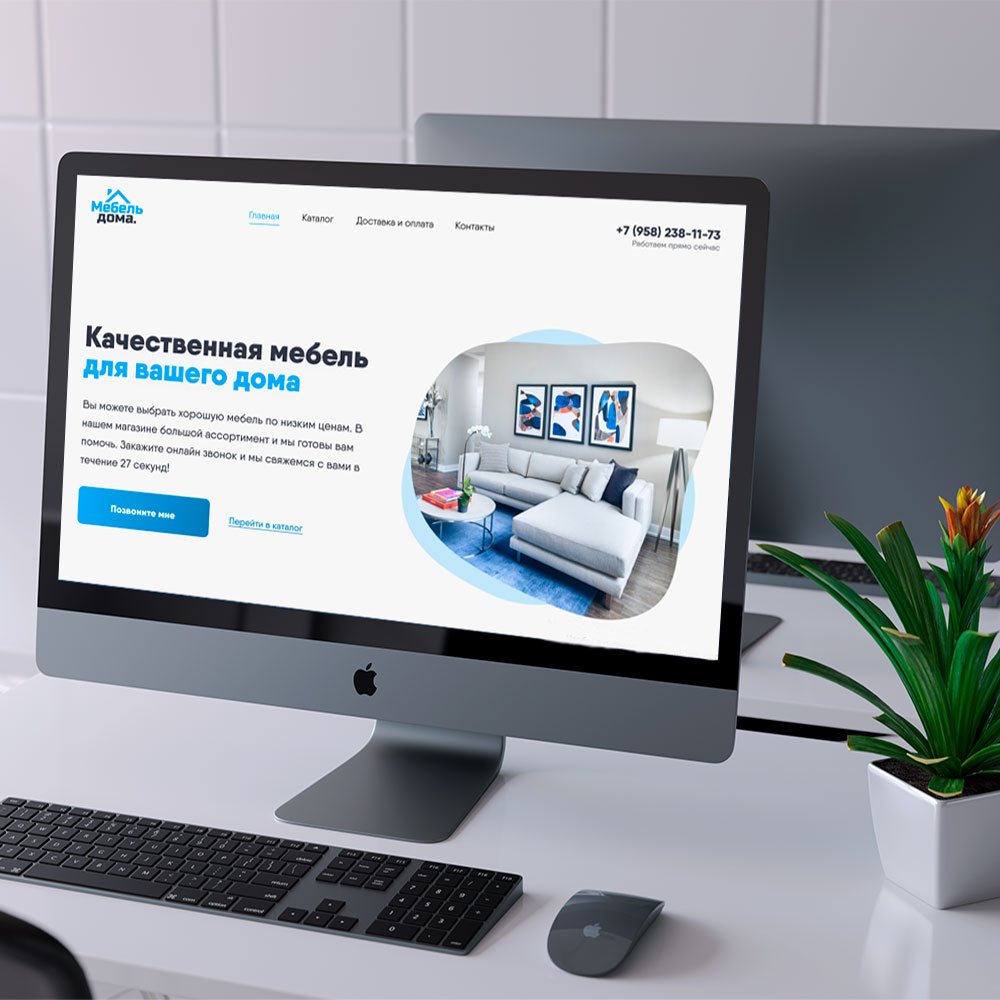 Мебель
дома.
Главная
Каталог
Доставка и оплата
Контакты
+7 (958) 238-11-73
Работаем прямо сейчас
Качественная мебель
для вашего дома
Вы можете выбрать хорошую мебель по низким ценам. В
нашем магазине большой ассортимент и мы готовы вам
помочь. Закажите онлайн звонок и мы свяжемся с вами в
течение 27 секунд!
Позвоните мне
Перейти в каталог